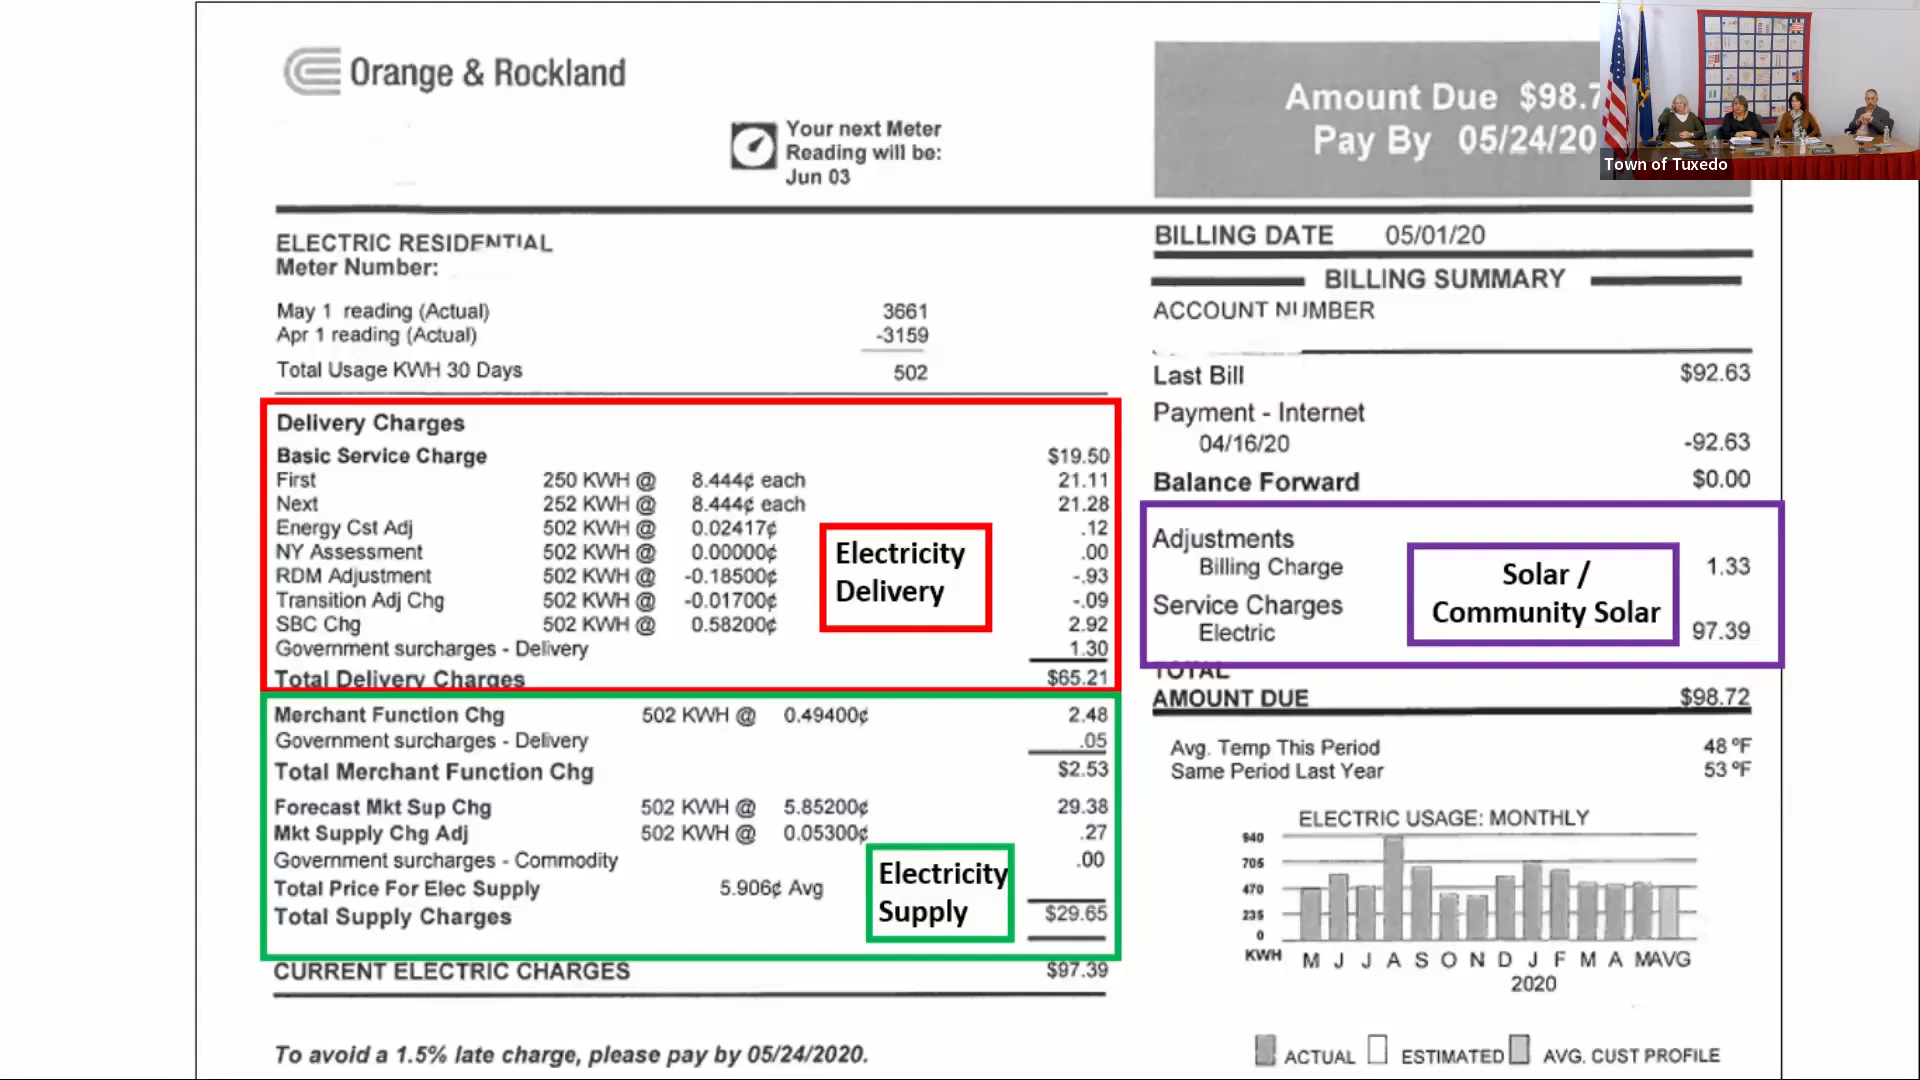 Orange & Rockland
Your next Meter
Reading will be:
Jun 03
Amount Due $98.7
Pay By 05/24/20
Town of Tuxedo
ELECTRIC RESIDENTIAL
Meter Number:
May 1 reading (Actual) 3661
Apr 1 reading (Actual) -3159
Total Usage KWH 30 Days 502
Delivery Charges
Basic Service Charge $19.50
First 250 KWH @ 8.444¢ each 21.11
Next 252 KWH @ 8.444¢ each 21.28
Energy Cst Adj 502 KWH @ 0.02417¢ .12
NY Assessment 502 KWH @ 0.00000¢ .00
RDM Adjustment 502 KWH @ -0.18500¢ -.93
Transition Adj Chg 502 KWH @ -0.01700¢ -.09
SBC Chg 502 KWH @ 0.58200¢ 2.92
Government surcharges - Delivery 1.30
Total Delivery Charges $65.21
Electricity
Delivery
Merchant Function Chg 502 KWH @ 0.49400¢ 2.48
Government surcharges - Delivery .05
Total Merchant Function Chg $2.53
Forecast Mkt Sup Chg 502 KWH @ 5.85200¢ 29.38
Mkt Supply Chg Adj 502 KWH @ 0.05300¢ .27
Government surcharges - Commodity .00
Total Price For Elec Supply 5.906¢ Avg
Total Supply Charges $29.65
Electricity
Supply
CURRENT ELECTRIC CHARGES $97.39
To avoid a 1.5% late charge, please pay by 05/24/2020.
BILLING DATE 05/01/20
BILLING SUMMARY
ACCOUNT NUMBER
Last Bill $92.63
Payment - Internet
04/16/20 -92.63
Balance Forward $0.00
Adjustments
Billing Charge 1.33
Service Charges
Electric 97.39
Solar /
Community Solar
TOTAL
AMOUNT DUE $98.72
Avg. Temp This Period 48 ºF
Same Period Last Year 53 ºF
ELECTRIC USAGE: MONTHLY
940
705
470
235
0
KWH M J J A S O N D J F M A M AVG
2020
ACTUAL ESTIMATED AVG. CUST PROFILE